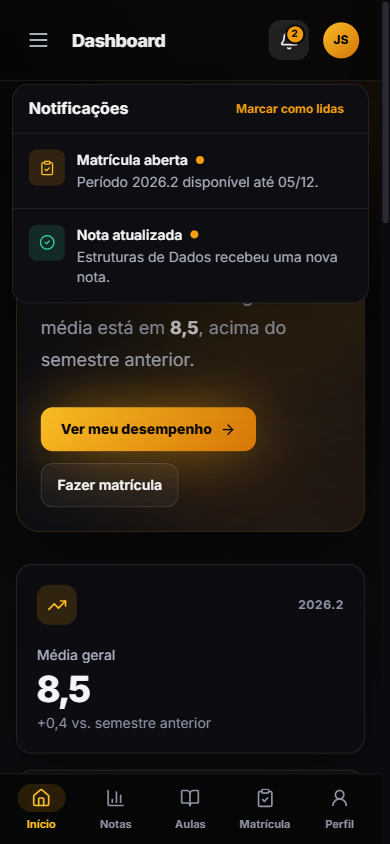 Dashboard
2
JS
Notificações
Marcar como lidas
Matrícula aberta
Período 2026.2 disponível até 05/12.
Nota atualizada
Estruturas de Dados recebeu uma nova
nota.
média está em 8,5, acima do
semestre anterior.
Ver meu desempenho
Fazer matrícula
2026.2
Média geral
8,5
+0,4 vs. semestre anterior
Início
Notas
Aulas
Matrícula
Perfil